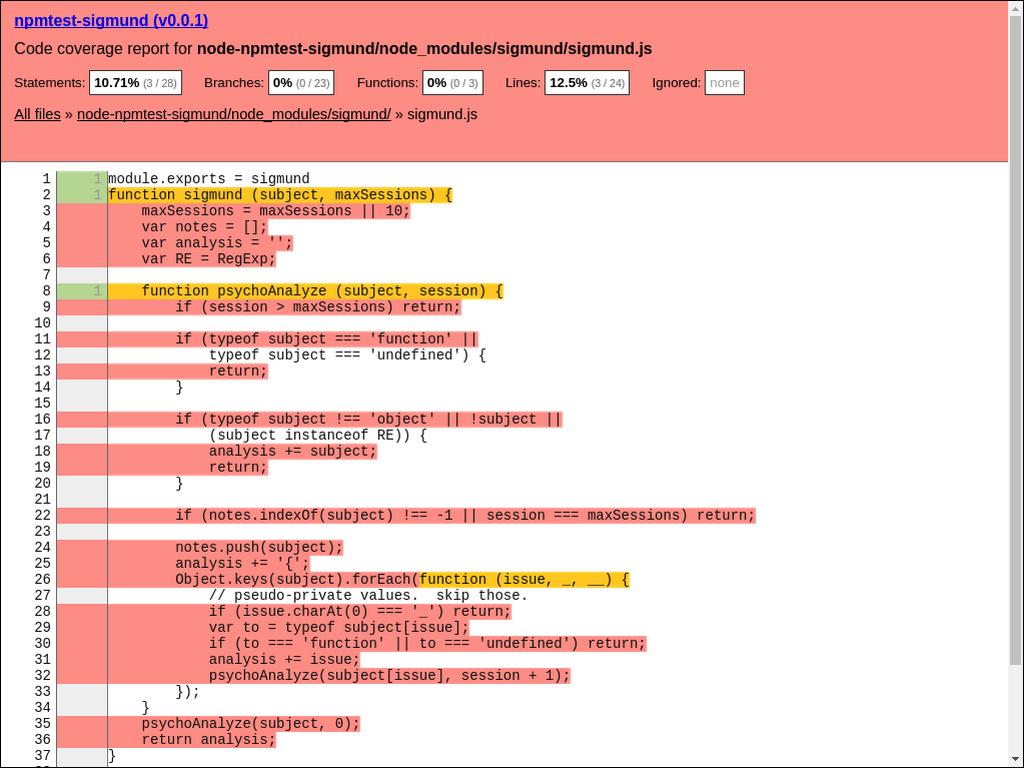 npmtest-sigmund (v0.0.1)
Code coverage report for node-npmtest-sigmund/node_modules/sigmund/sigmund.js
Statements: 10.71% (3 / 28) Branches: 0% (0 / 23) Functions: 0% (0 / 3) Lines: 12.5% (3 / 24) Ignored: none
All files » node-npmtest-sigmund/node_modules/sigmund/ » sigmund.js
1 1 module.exports = sigmund
2 1 function sigmund (subject, maxSessions) {
3     maxSessions = maxSessions || 10;
4     var notes = [];
5     var analysis = '';
6     var RE = RegExp;
7
8 1     function psychoAnalyze (subject, session) {
9         if (session > maxSessions) return;
10
11         if (typeof subject === 'function' ||
12             typeof subject === 'undefined') {
13             return;
14         }
15
16         if (typeof subject !== 'object' || !subject ||
17             (subject instanceof RE)) {
18             analysis += subject;
19             return;
20         }
21
22         if (notes.indexOf(subject) !== -1 || session === maxSessions) return;
23
24         notes.push(subject);
25         analysis += '{';
26         Object.keys(subject).forEach(function (issue, _, __) {
27             // pseudo-private values.  skip those.
28             if (issue.charAt(0) === '_') return;
29             var to = typeof subject[issue];
30             if (to === 'function' || to === 'undefined') return;
31             analysis += issue;
32             psychoAnalyze(subject[issue], session + 1);
33         });
34     }
35     psychoAnalyze(subject, 0);
36     return analysis;
37 }